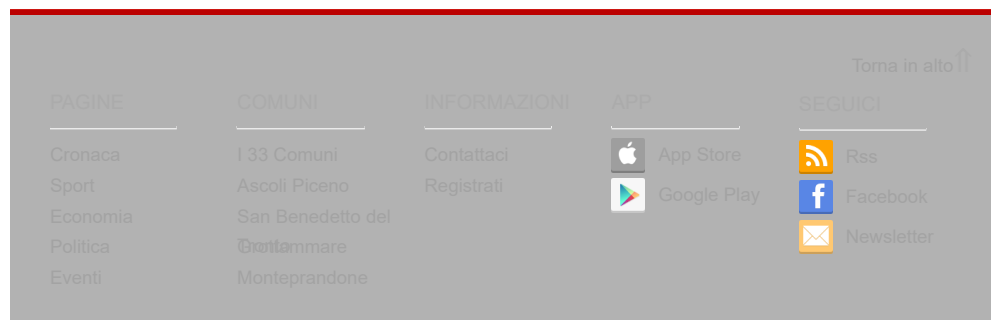 Torna in alto⇑
PAGINE
Cronaca
Sport
Economia
Politica
Eventi
COMUNI
I 33 Comuni
Ascoli Piceno
San Benedetto del
Tronto
Grottammare
Monteprandone
INFORMAZIONI
Contattaci
Registrati
APP
App Store
Google Play
SEGUICI
Rss
Facebook
Newsletter